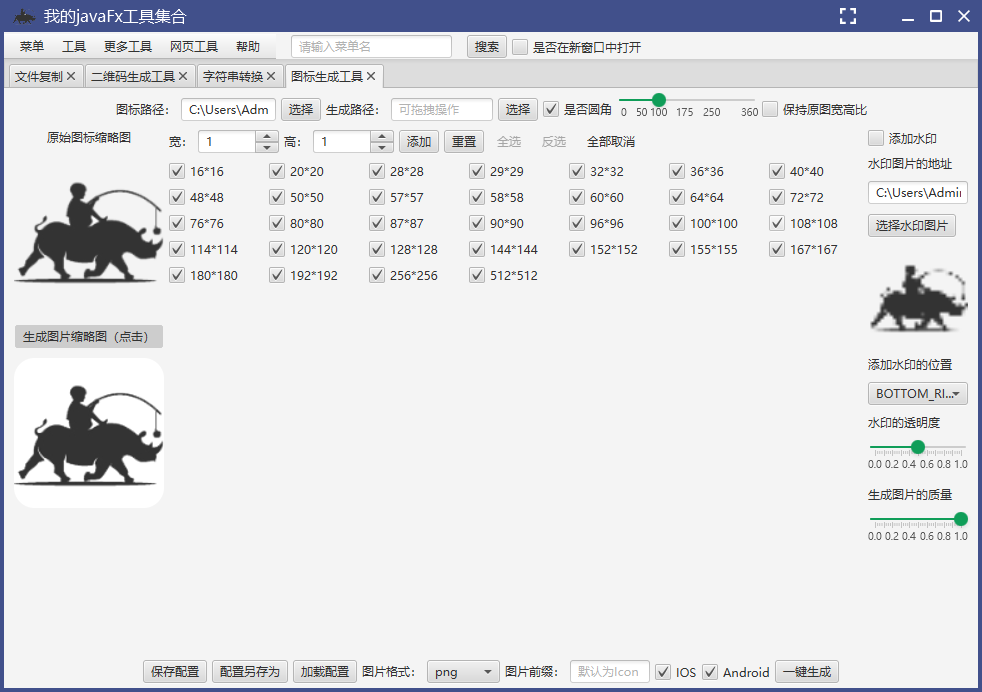 我的javaFx工具集合
菜单 工具 更多工具 网页工具 帮助 请输入菜单名 搜索 是否在新窗口中打开
文件复制 二维码生成工具 字符串转换 图标生成工具
图标路径: C:\Users\Adm 选择 生成路径: 可拖拽操作 选择 是否圆角 0 50 100 175 250 360 保持原图宽高比
原始图标缩略图 宽: 1 高: 1 添加 重置 全选 反选 全部取消 添加水印
水印图片的地址
16*16 20*20 28*28 29*29 32*32 36*36 40*40
48*48 50*50 57*57 58*58 60*60 64*64 72*72 C:\Users\Admi
76*76 80*80 87*87 90*90 96*96 100*100 108*108 选择水印图片
114*114 120*120 128*128 144*144 152*152 155*155 167*167
180*180 192*192 256*256 512*512
生成图片缩略图（点击）
添加水印的位置
BOTTOM_RI...
水印的透明度
0.0 0.2 0.4 0.6 0.8 1.0
生成图片的质量
0.0 0.2 0.4 0.6 0.8 1.0
保存配置 配置另存为 加载配置 图片格式: png 图片前缀: 默认为Icon IOS Android 一键生成